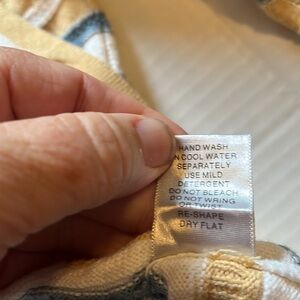 HAND WASH
IN COOL WATER
SEPARATELY
USE MILD
DETERGENT
DO NOT BLEACH
DO NOT WRING
OR TWIST
RE-SHAPE
DRY FLAT